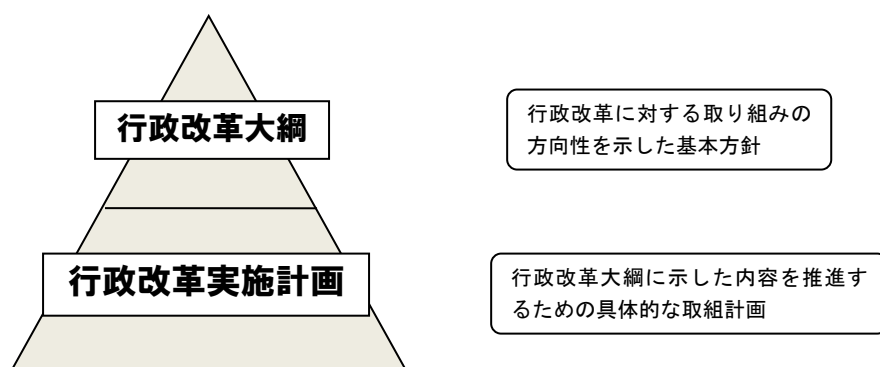 行政改革大綱
行政改革に対する取り組みの
方向性を示した基本方針
行政改革実施計画
行政改革大綱に示した内容を推進す
るための具体的な取組計画